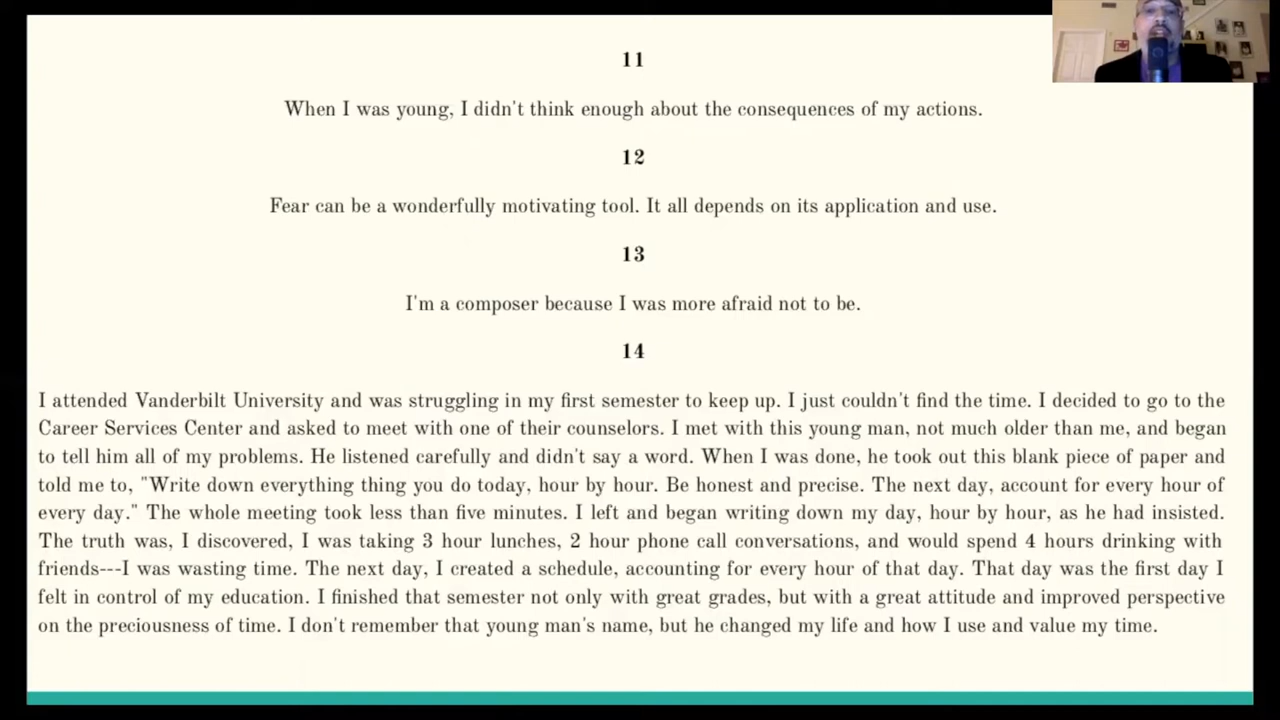 11
When I was young, I didn't think enough about the consequences of my actions.
12
Fear can be a wonderfully motivating tool. It all depends on its application and use.
13
I'm a composer because I was more afraid not to be.
14
I attended Vanderbilt University and was struggling in my first semester to keep up. I just couldn't find the time. I decided to go to the
Career Services Center and asked to meet with one of their counselors. I met with this young man, not much older than me, and began
to tell him all of my problems. He listened carefully and didn't say a word. When I was done, he took out this blank piece of paper and
told me to, "Write down everything thing you do today, hour by hour. Be honest and precise. The next day, account for every hour of
every day." The whole meeting took less than five minutes. I left and began writing down my day, hour by hour, as he had insisted.
The truth was, I discovered, I was taking 3 hour lunches, 2 hour phone call conversations, and would spend 4 hours drinking with
friends---I was wasting time. The next day, I created a schedule, accounting for every hour of that day. That day was the first day I
felt in control of my education. I finished that semester not only with great grades, but with a great attitude and improved perspective
on the preciousness of time. I don't remember that young man's name, but he changed my life and how I use and value my time.